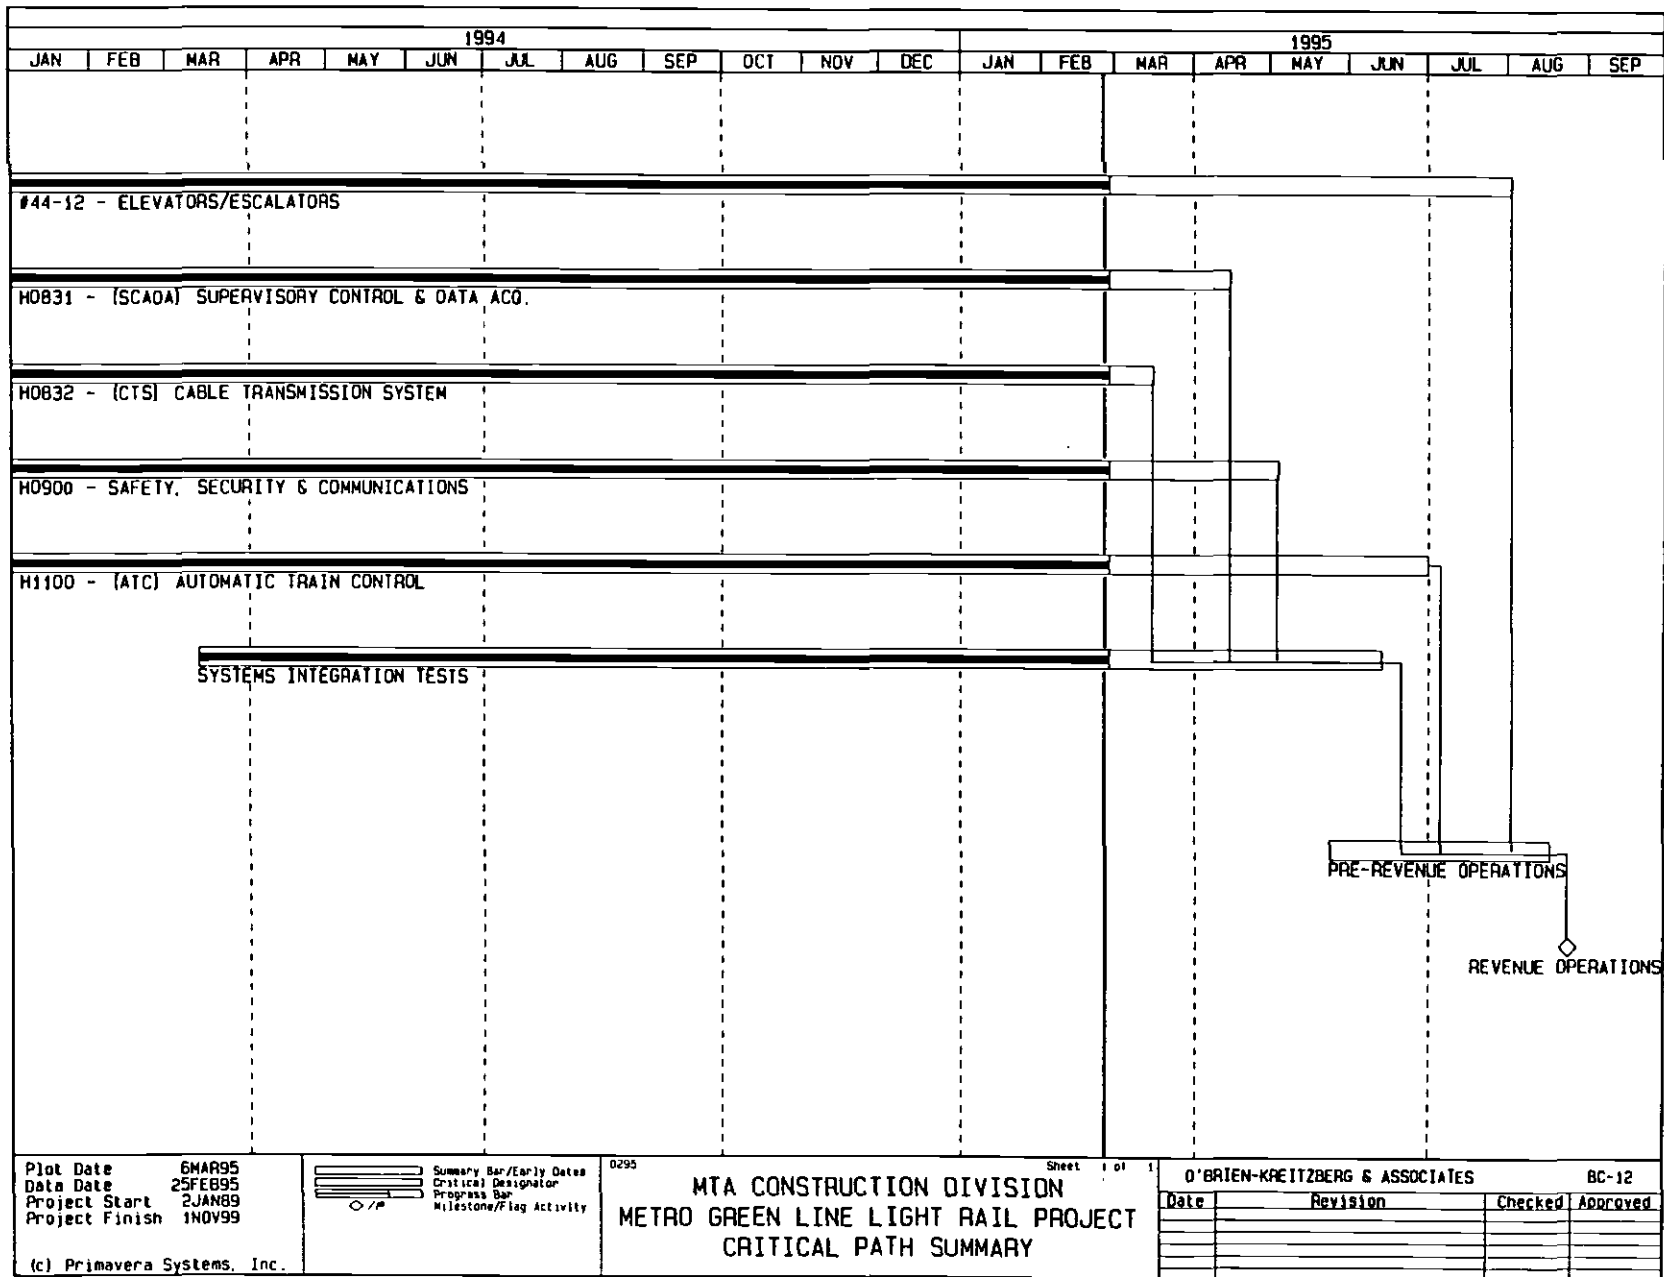 1994 1995
JAN FEB MAR APR MAY JUN JUL AUG SEP OCT NOV DEC JAN FEB MAR APR MAY JUN JUL AUG SEP
#44-12 - ELEVATORS/ESCALATORS
H0831 - (SCADA) SUPERVISORY CONTROL & DATA ACQ.
H0832 - (CTS) CABLE TRANSMISSION SYSTEM
H0900 - SAFETY, SECURITY & COMMUNICATIONS
H1100 - (ATC) AUTOMATIC TRAIN CONTROL
SYSTEMS INTEGRATION TESTS
PRE-REVENUE OPERATIONS
REVENUE OPERATIONS
Plot Date 6MAR95
Data Date 25FEB95
Project Start 2JAN89
Project Finish 1NOV99
(c) Primavera Systems, Inc.
Summary Bar/Early Dates
Critical Designator
Progress Bar
Milestone/Flag Activity
0295
Sheet 1 of 1
MTA CONSTRUCTION DIVISION
METRO GREEN LINE LIGHT RAIL PROJECT
CRITICAL PATH SUMMARY
O'BRIEN-KREITZBERG & ASSOCIATES BC-12
Date Revision Checked Approved